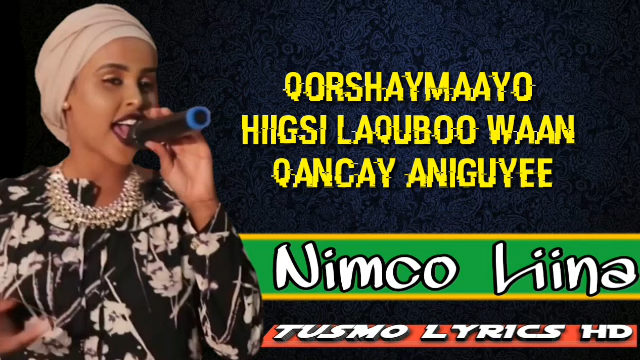 QORSHAYMAAYO
HIIGSI LAQUBOO WAAN
QANCAY ANIGUYEE
Nimco Liina
TUSMO LYRICS HD